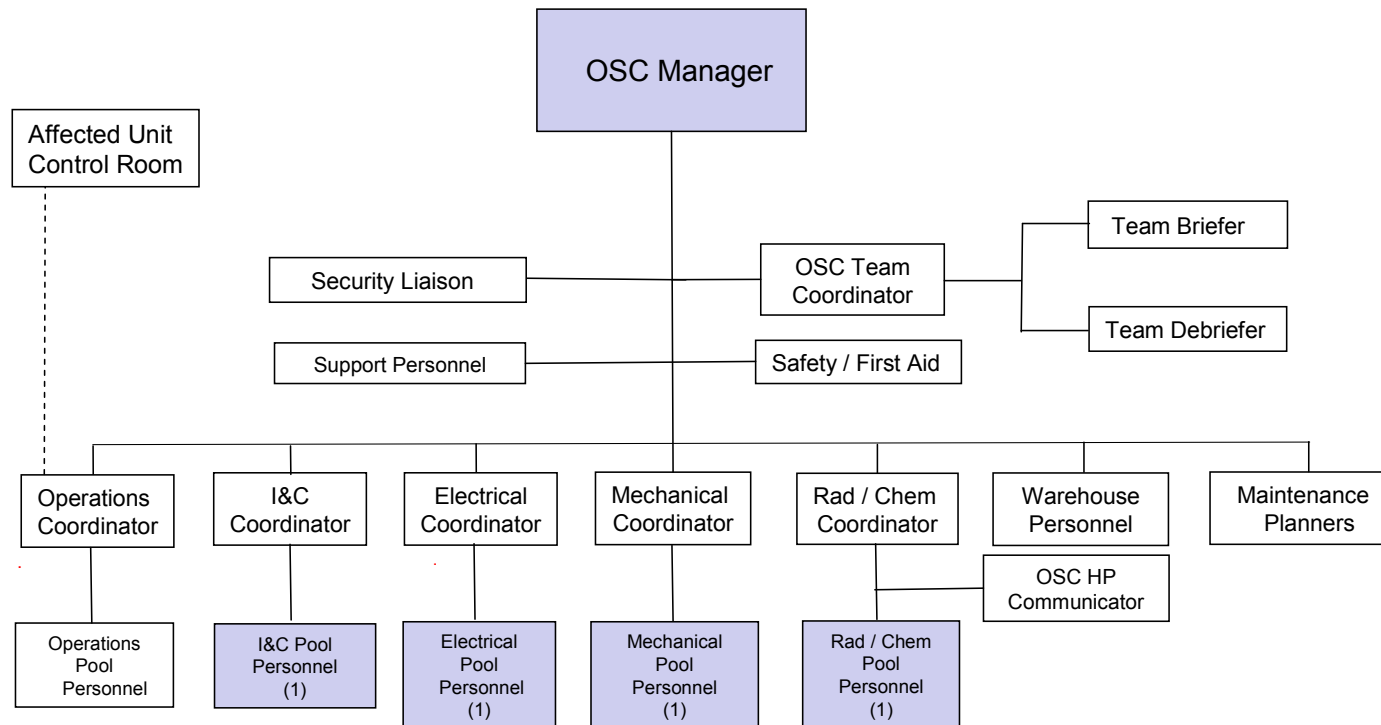 OSC Manager
Affected Unit
Control Room
Team Briefer
Security Liaison
OSC Team
Coordinator
Team Debriefer
Support Personnel
Safety / First Aid
Operations
Coordinator
I&C
Coordinator
Electrical
Coordinator
Mechanical
Coordinator
Rad / Chem
Coordinator
Warehouse
Personnel
Maintenance
Planners
OSC HP
Communicator
Operations
Pool
Personnel
I&C Pool
Personnel
(1)
Electrical
Pool
Personnel
(1)
Mechanical
Pool
Personnel
(1)
Rad / Chem
Pool
Personnel
(1)